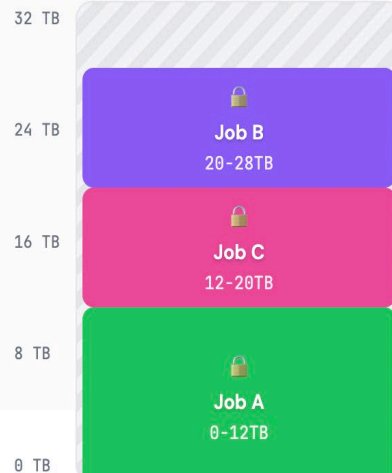 32 TB
Job B
24 TB
20-28TB
Job C
16 TB
12-20TB
8 TB
Job A
0-12TB
0 TB